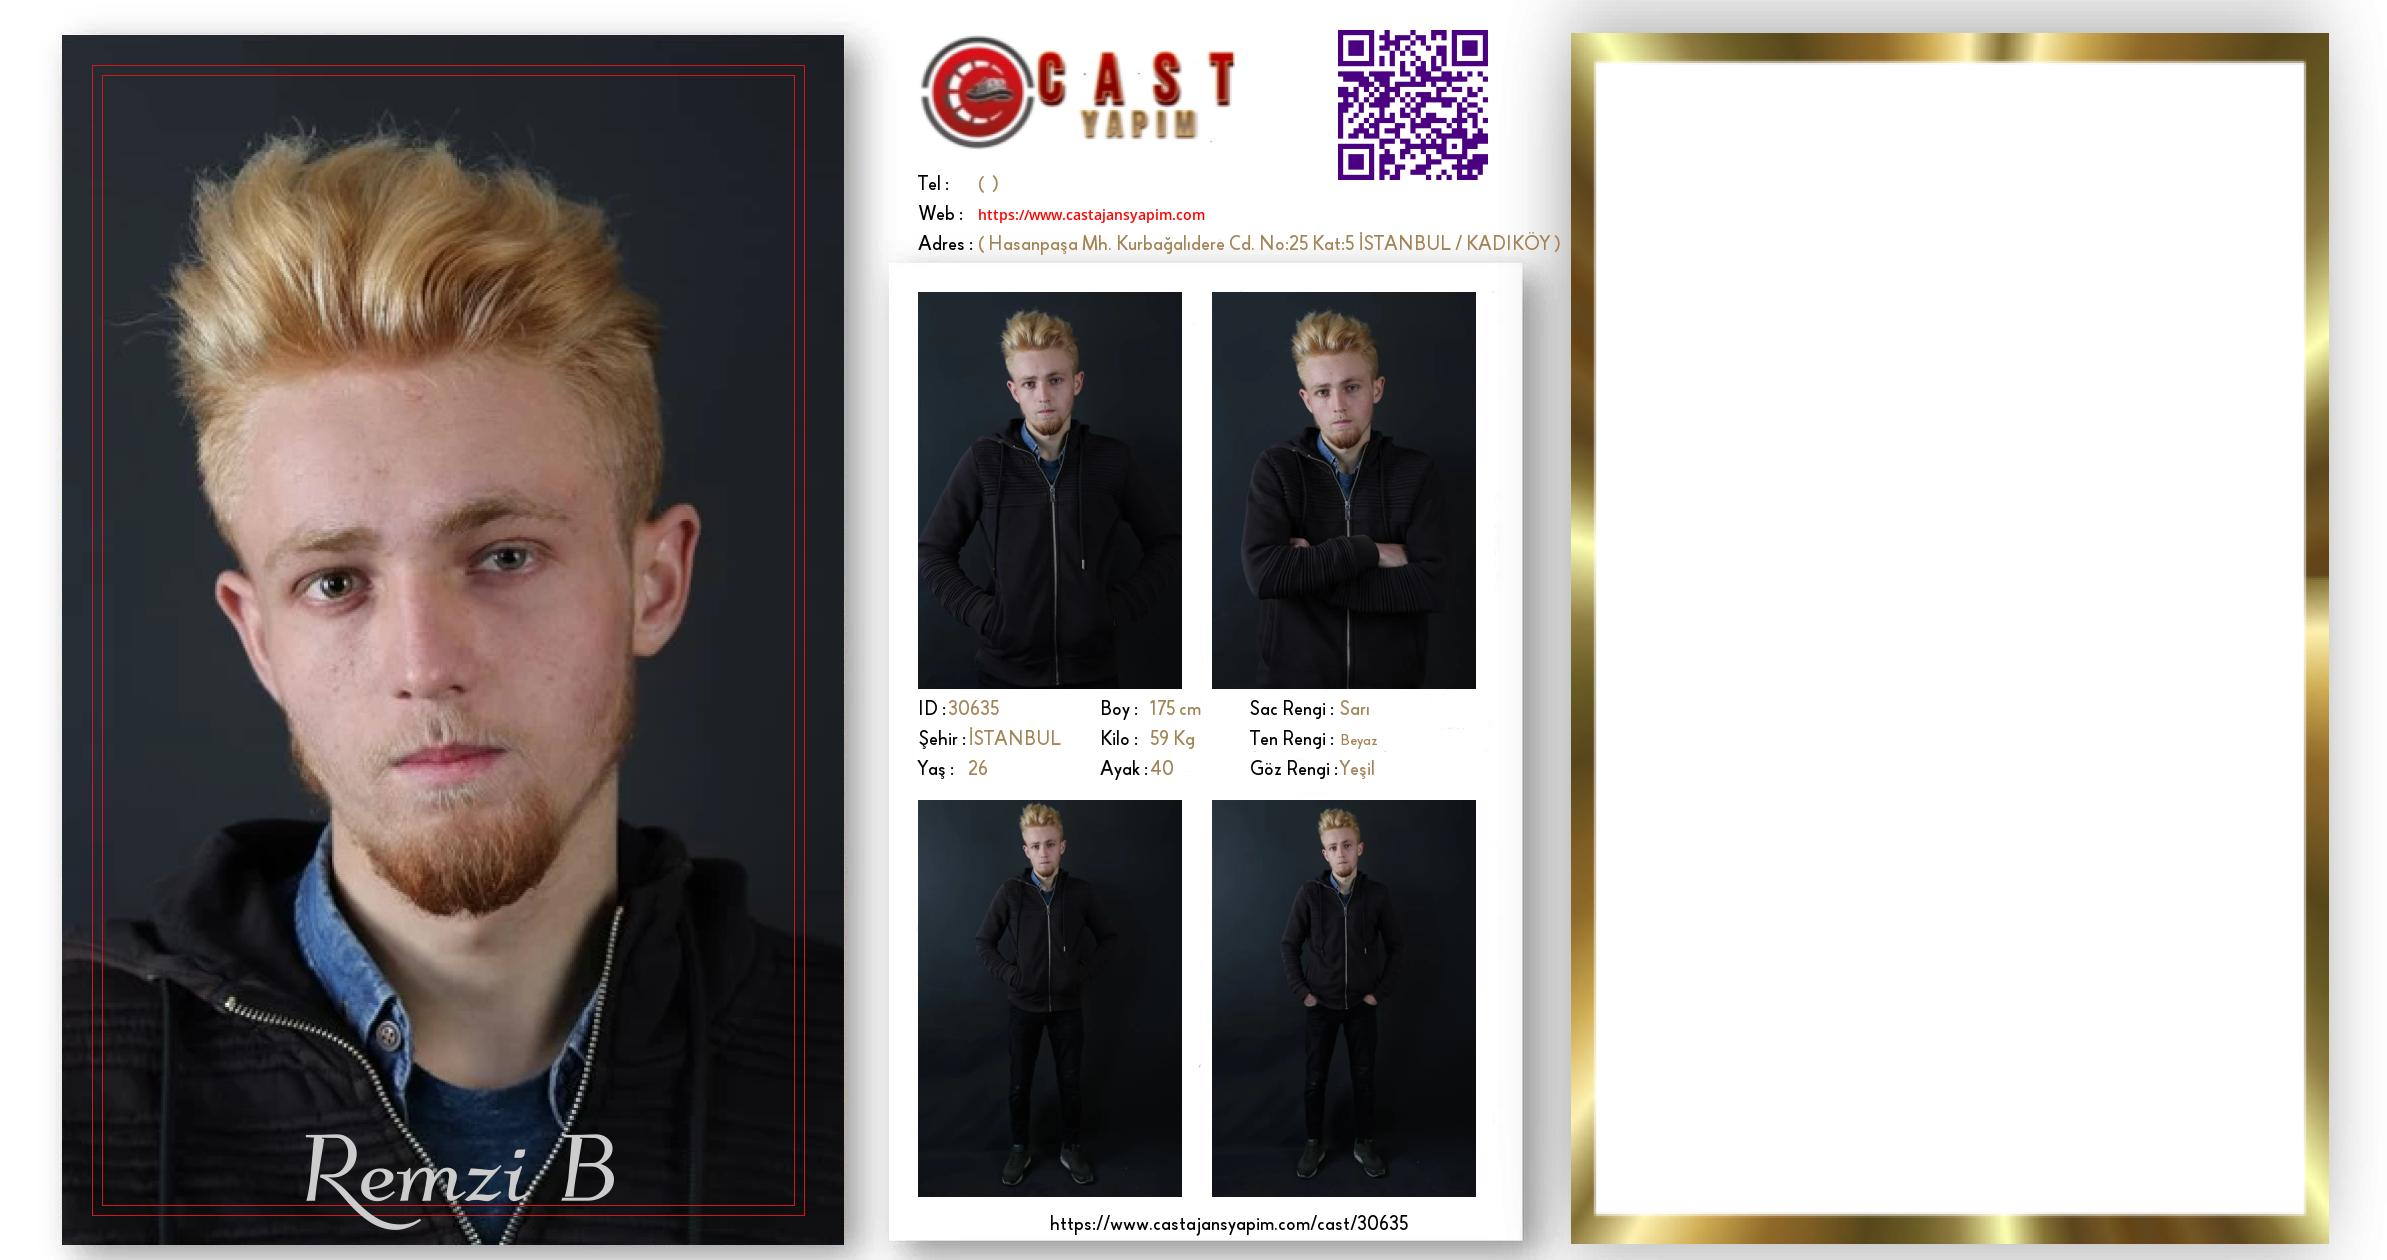 Remzi B
CAST
YAPIM
Tel : ( )
Web : https://www.castajansyapim.com
Adres : ( Hasanpaşa Mh. Kurbağalıdere Cd. No:25 Kat:5 İSTANBUL / KADIKÖY )
ID : 30635 Boy : 175 cm Sac Rengi : Sarı
Şehir : İSTANBUL Kilo : 59 Kg Ten Rengi : Beyaz
Yaş : 26 Ayak : 40 Göz Rengi : Yeşil
https://www.castajansyapim.com/cast/30635